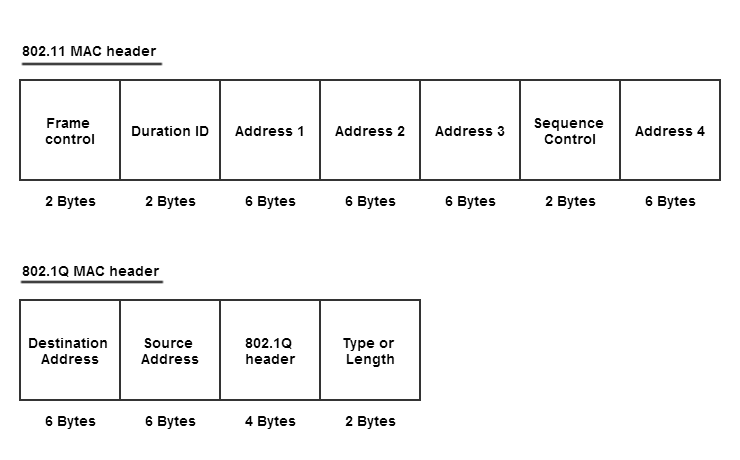 802.11 MAC header
Frame
control
Duration ID
Address 1
Address 2
Address 3
Sequence
Control
Address 4
2 Bytes
2 Bytes
6 Bytes
6 Bytes
6 Bytes
2 Bytes
6 Bytes
802.1Q MAC header
Destination
Address
Source
Address
802.1Q
header
Type or
Length
6 Bytes
6 Bytes
4 Bytes
2 Bytes